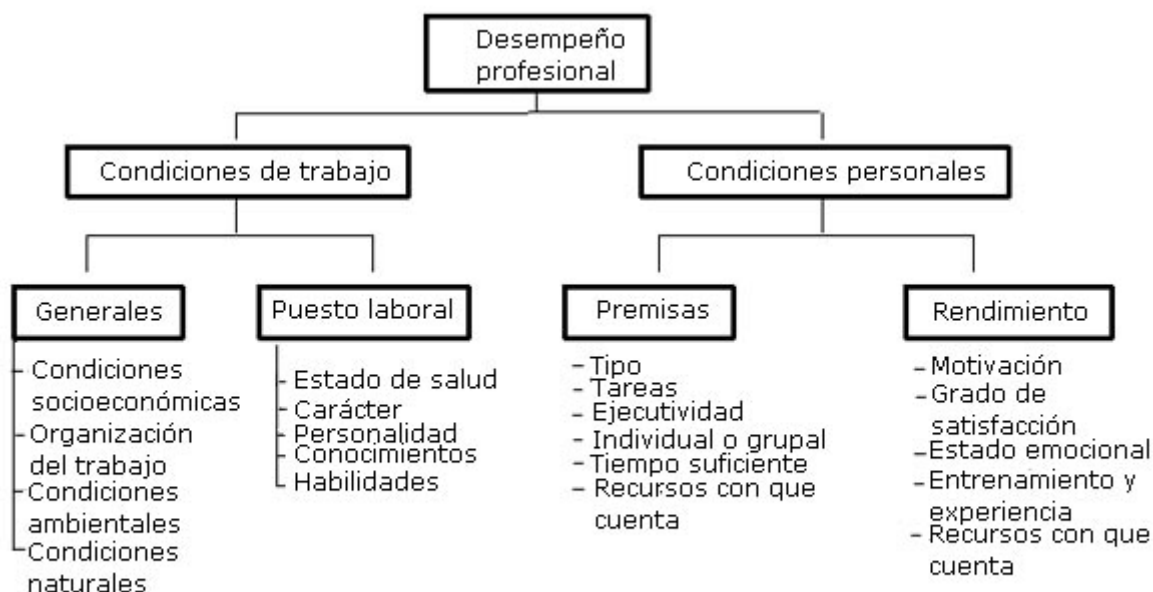 Desempeño
profesional
Condiciones de trabajo
Condiciones personales
Generales
Puesto laboral
Premisas
Rendimiento
- Condiciones
socioeconómicas
- Organización
del trabajo
- Condiciones
ambientales
- Condiciones
naturales
- Estado de salud
- Carácter
- Personalidad
- Conocimientos
- Habilidades
- Tipo
- Tareas
- Ejecutividad
- Individual o grupal
- Tiempo suficiente
- Recursos con que
cuenta
- Motivación
- Grado de
satisfacción
- Estado emocional
- Entrenamiento y
experiencia
- Recursos con que
cuenta